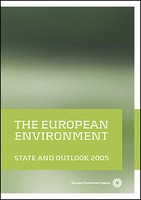 THE EUROPEAN
ENVIRONMENT
STATE AND OUTLOOK 2005
European Environment Agency